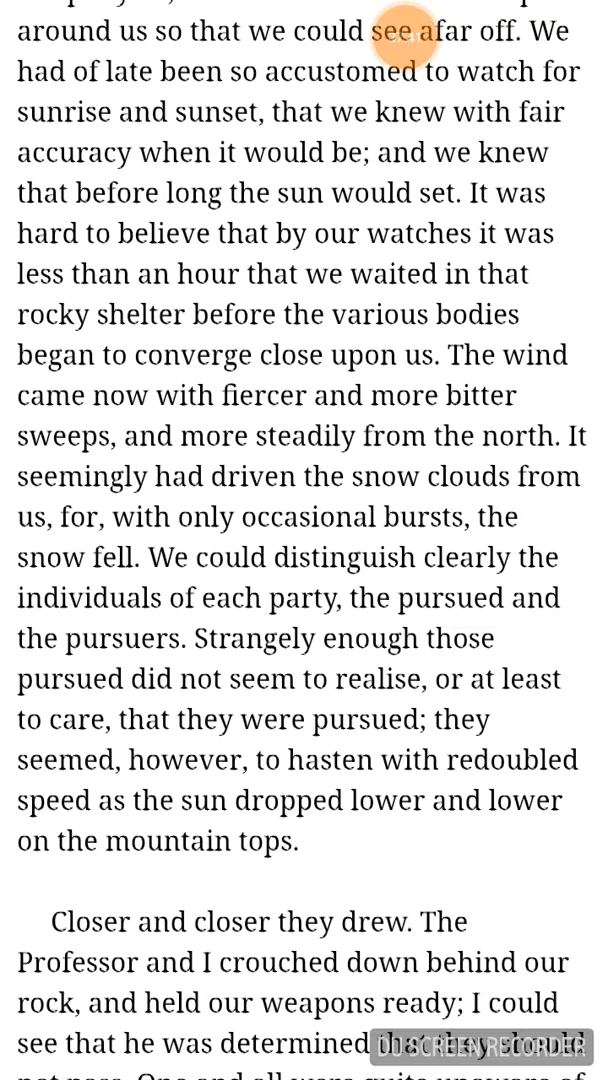 around us so that we could see afar off. We
had of late been so accustomed to watch for
sunrise and sunset, that we knew with fair
accuracy when it would be; and we knew
that before long the sun would set. It was
hard to believe that by our watches it was
less than an hour that we waited in that
rocky shelter before the various bodies
began to converge close upon us. The wind
came now with fiercer and more bitter
sweeps, and more steadily from the north. It
seemingly had driven the snow clouds from
us, for, with only occasional bursts, the
snow fell. We could distinguish clearly the
individuals of each party, the pursued and
the pursuers. Strangely enough those
pursued did not seem to realise, or at least
to care, that they were pursued; they
seemed, however, to hasten with redoubled
speed as the sun dropped lower and lower
on the mountain tops.
Closer and closer they drew. The
Professor and I crouched down behind our
rock, and held our weapons ready; I could
see that he was determined that they should
DU SCREEN RECORDER